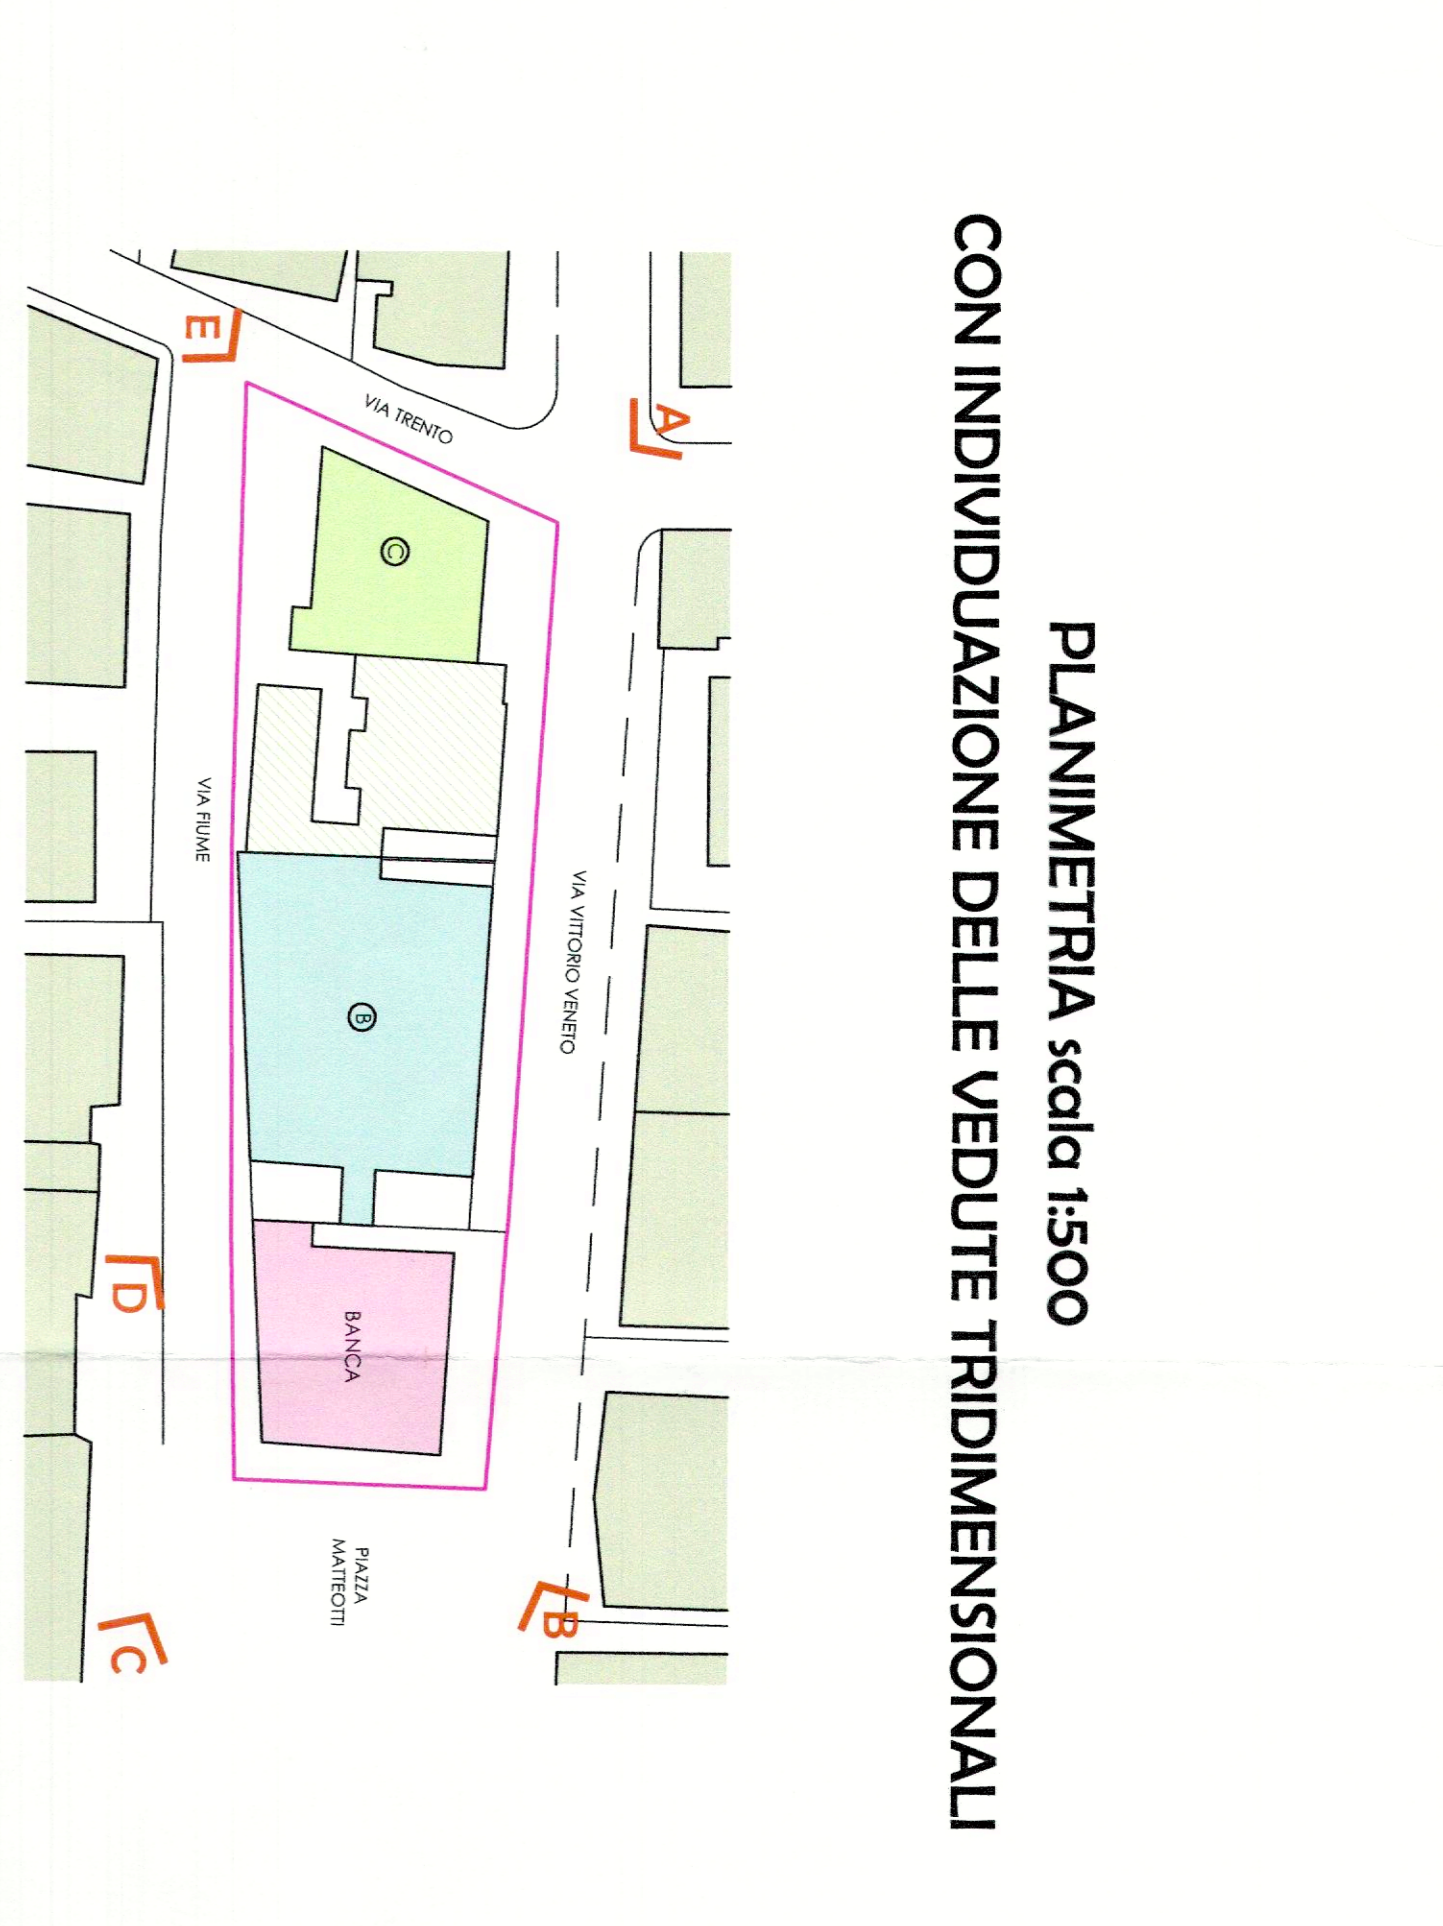 PLANIMETRIA scala 1:500
CON INDIVIDUAZIONE DELLE VEDUTE TRIDIMENSIONALI
A
B
VIA VITTORIO VENETO
VIA TRENTO
C
B
BANCA
PIAZZA
MATTEOTTI
E
VIA FIUME
D
C